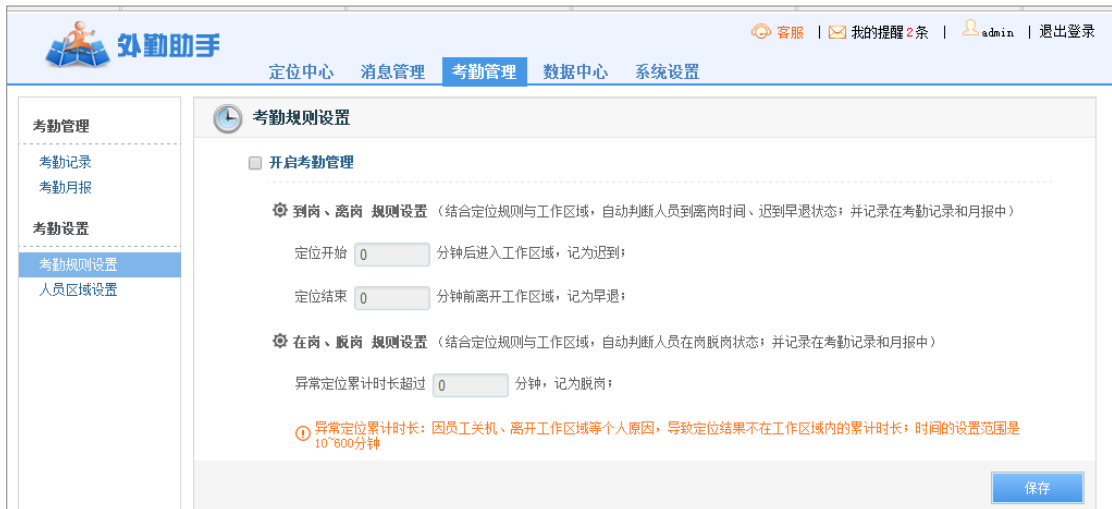 外勤助手
客服 | 我的提醒2条 | admin | 退出登录
定位中心 消息管理 考勤管理 数据中心 系统设置
考勤管理
考勤记录
考勤月报
考勤设置
考勤规则设置
人员区域设置
考勤规则设置
开启考勤管理
到岗、离岗 规则设置 （结合定位规则与工作区域，自动判断人员到离岗时间、迟到早退状态；并记录在考勤记录和月报中）
定位开始 0 分钟后进入工作区域，记为迟到；
定位结束 0 分钟前离开工作区域，记为早退；
在岗、脱岗 规则设置 （结合定位规则与工作区域，自动判断人员在岗脱岗状态；并记录在考勤记录和月报中）
异常定位累计时长超过 0 分钟，记为脱岗；
异常定位累计时长：因员工关机、离开工作区域等个人原因，导致定位结果不在工作区域内的累计时长；时间的设置范围是
10~600分钟
保存